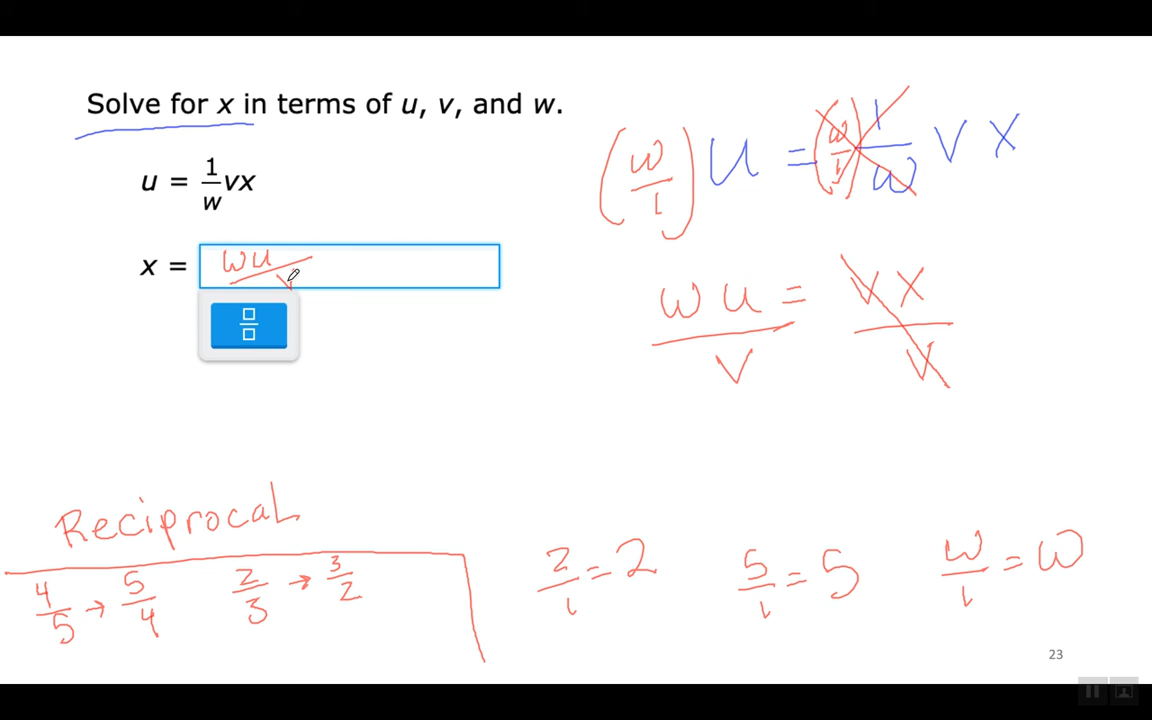 Solve for x in terms of u, v, and w.
u = 1/w vx
x = wu/v
(w/1) u = (w/1) 1/w v x
wu/v = vx/v
Reciprocal
4/5 → 5/4 2/3 → 3/2
2/1 = 2 5/1 = 5 w/1 = w
23